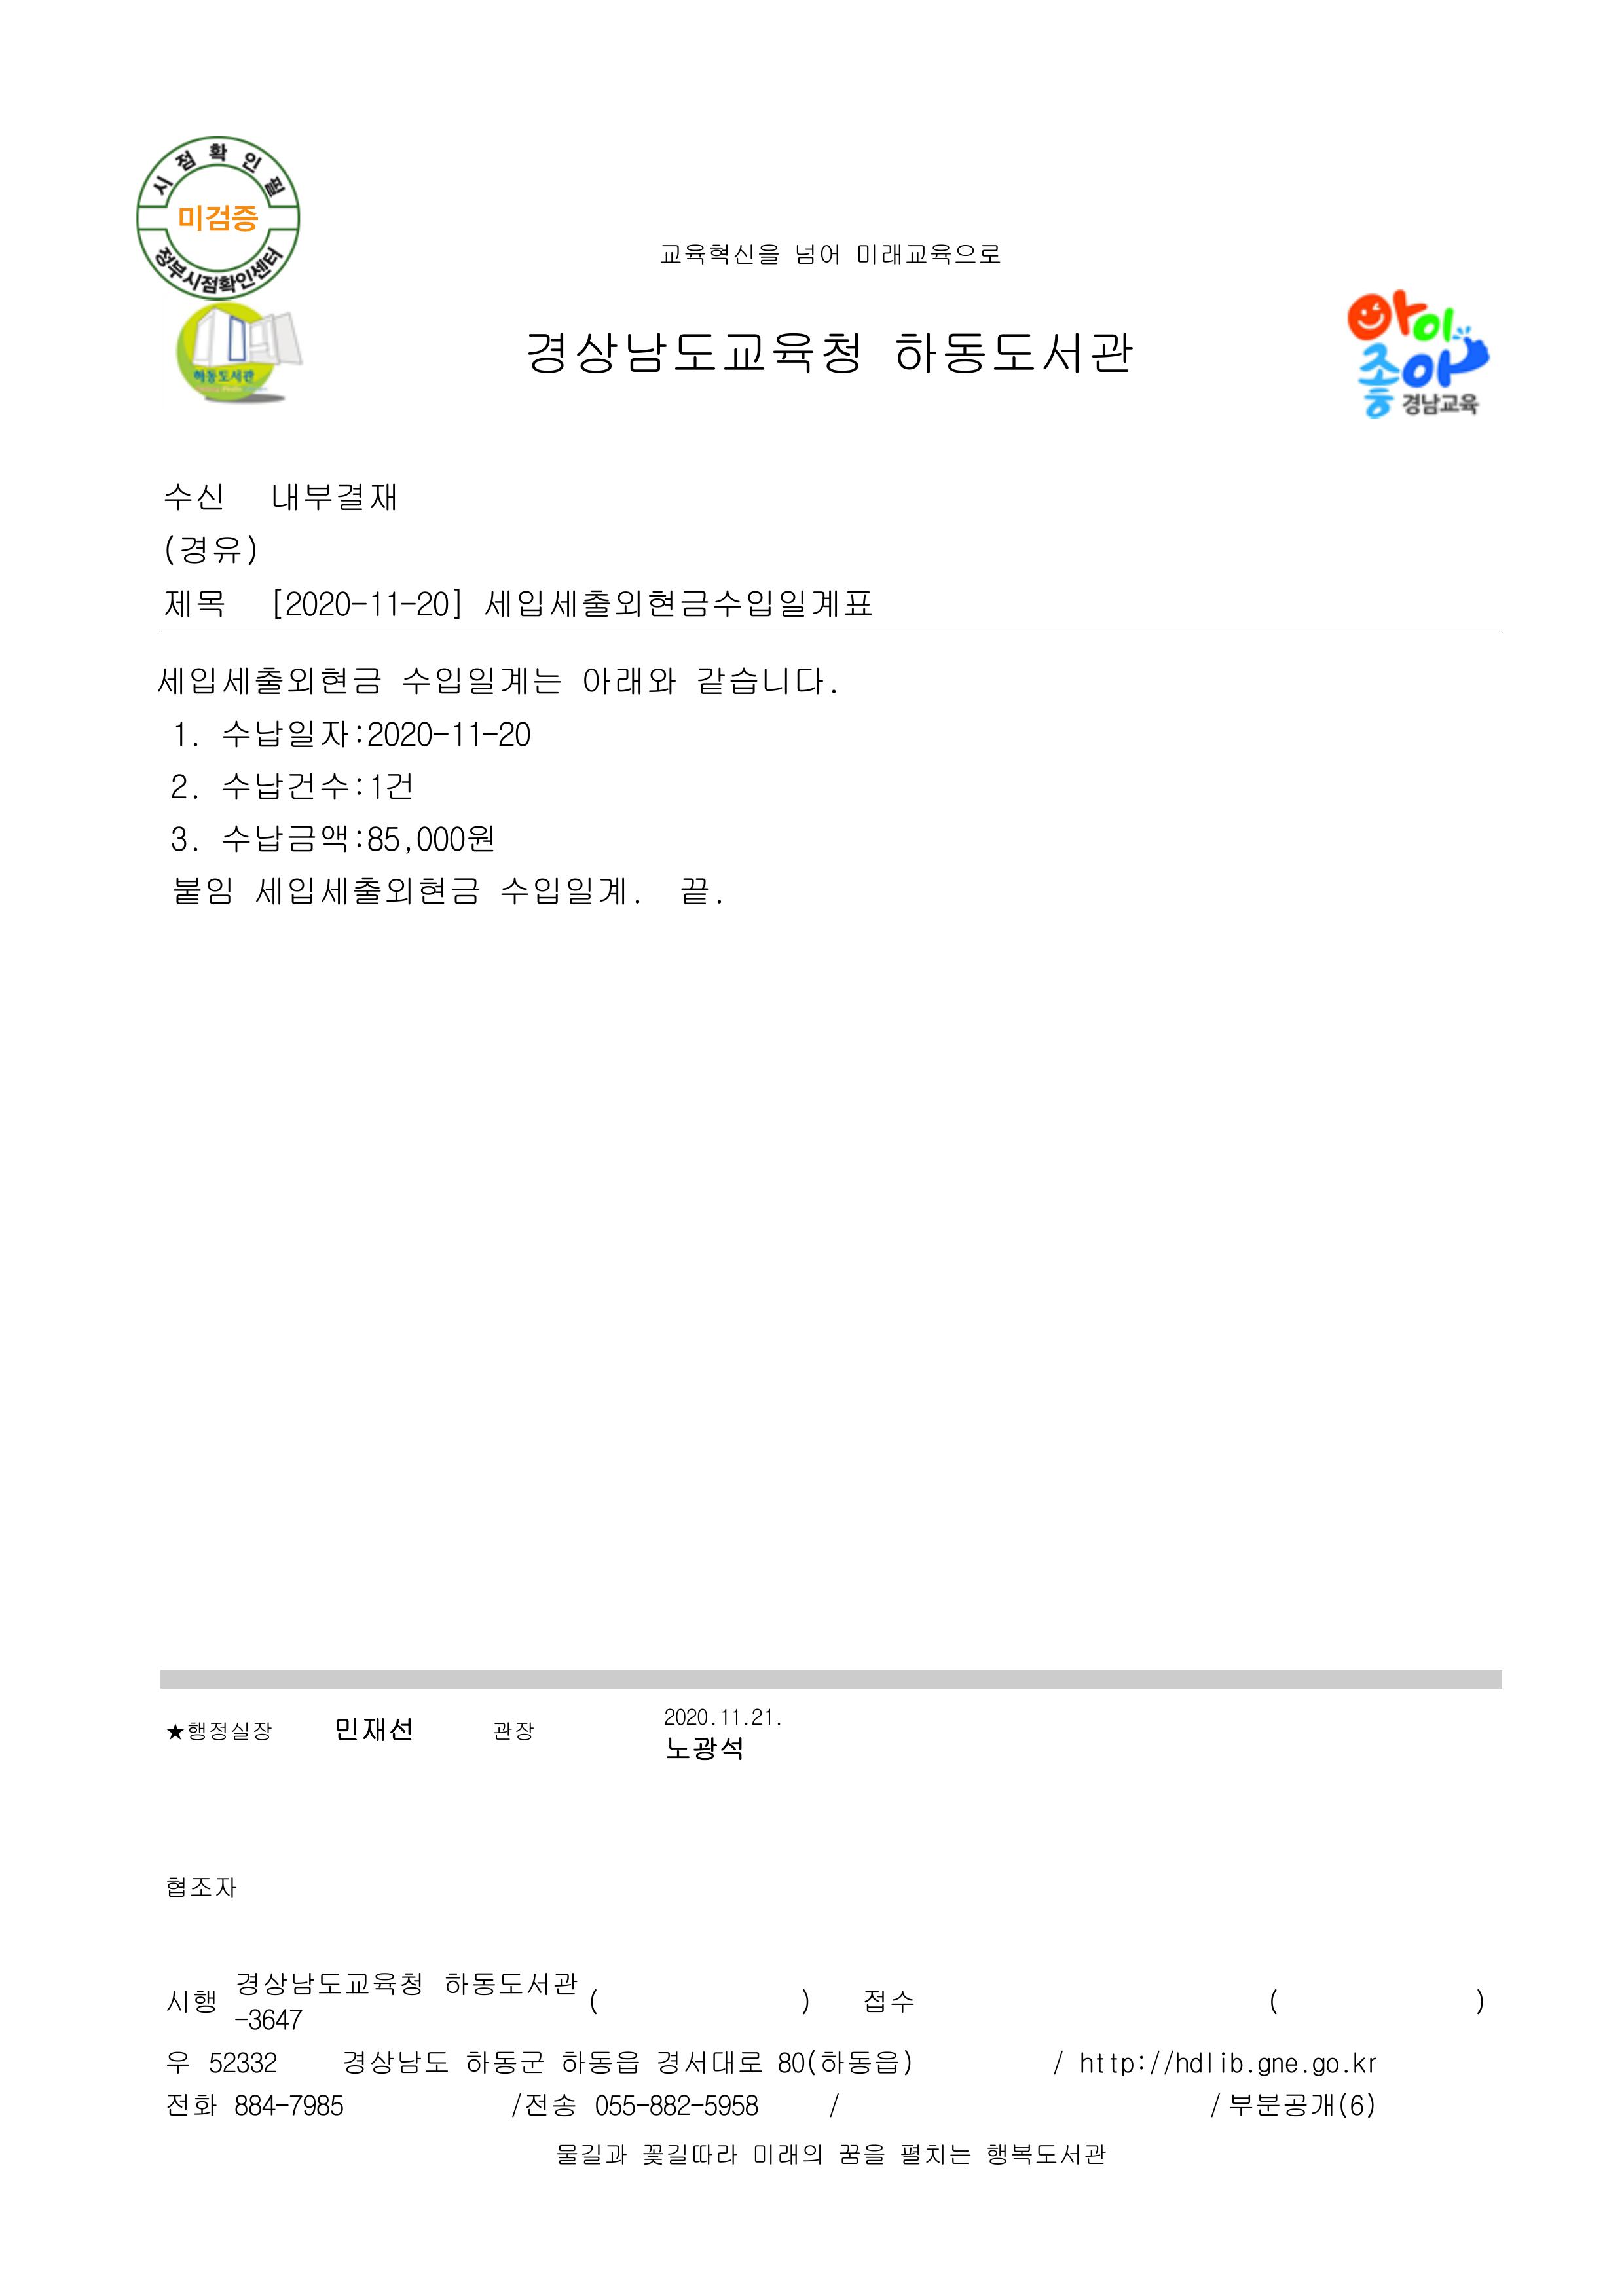 시점확인필
미검증
정부시점확인센터
교육혁신을 넘어 미래교육으로
하동도서관
경상남도교육청 하동도서관
아이좋아
경남교육
수신 내부결재
(경유)
제목 [2020-11-20] 세입세출외현금수입일계표
세입세출외현금 수입일계는 아래와 같습니다.
1. 수납일자:2020-11-20
2. 수납건수:1건
3. 수납금액:85,000원
붙임 세입세출외현금 수입일계. 끝.
★행정실장 민재선 관장 2020.11.21.
노광석
협조자
시행 경상남도교육청 하동도서관 ( ) 접수 ( )
-3647
우 52332 경상남도 하동군 하동읍 경서대로 80(하동읍) / http://hdlib.gne.go.kr
전화 884-7985 /전송 055-882-5958 / /부분공개(6)
물길과 꽃길따라 미래의 꿈을 펼치는 행복도서관